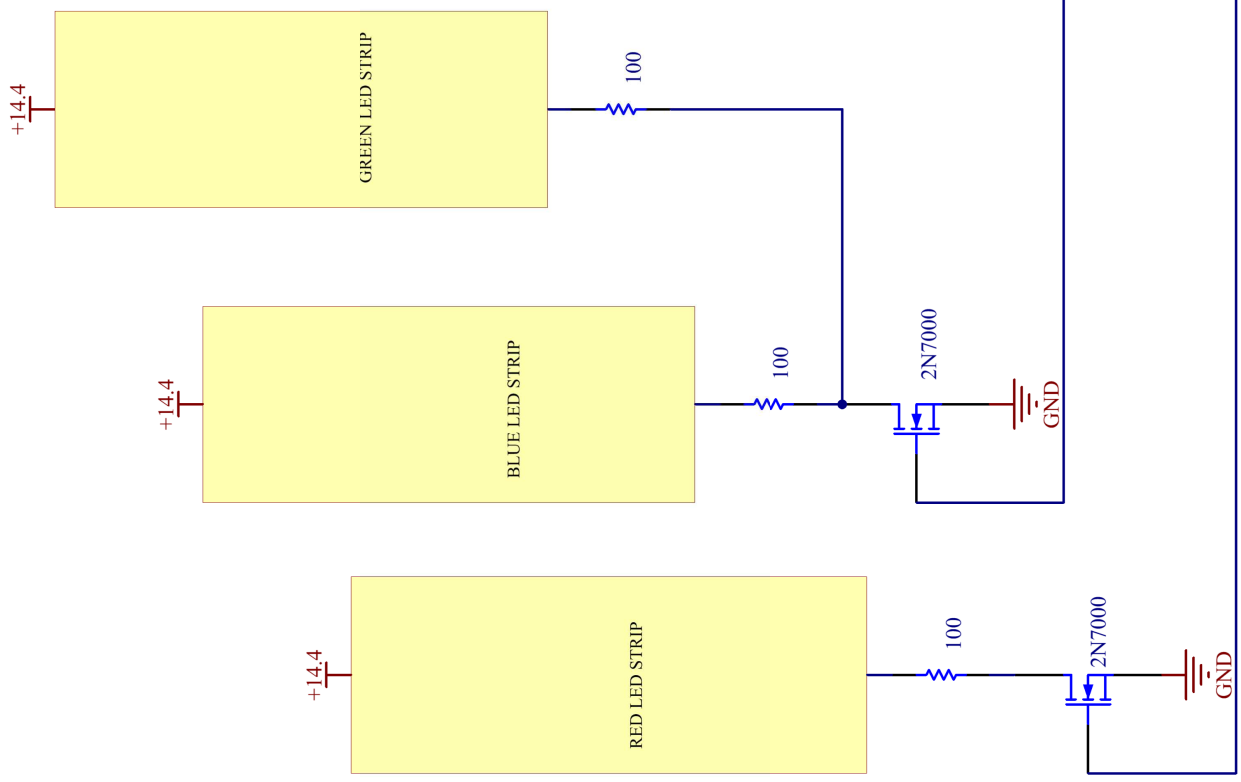 +14.4
GREEN LED STRIP
100
+14.4
BLUE LED STRIP
100
2N7000
GND
+14.4
RED LED STRIP
100
2N7000
GND